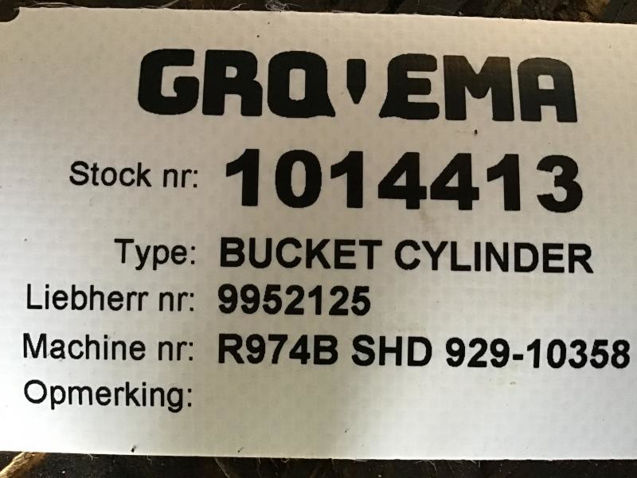 GROVEMA
Stock nr: 1014413
Type: BUCKET CYLINDER
Liebherr nr: 9952125
Machine nr: R974B SHD 929-10358
Opmerking: